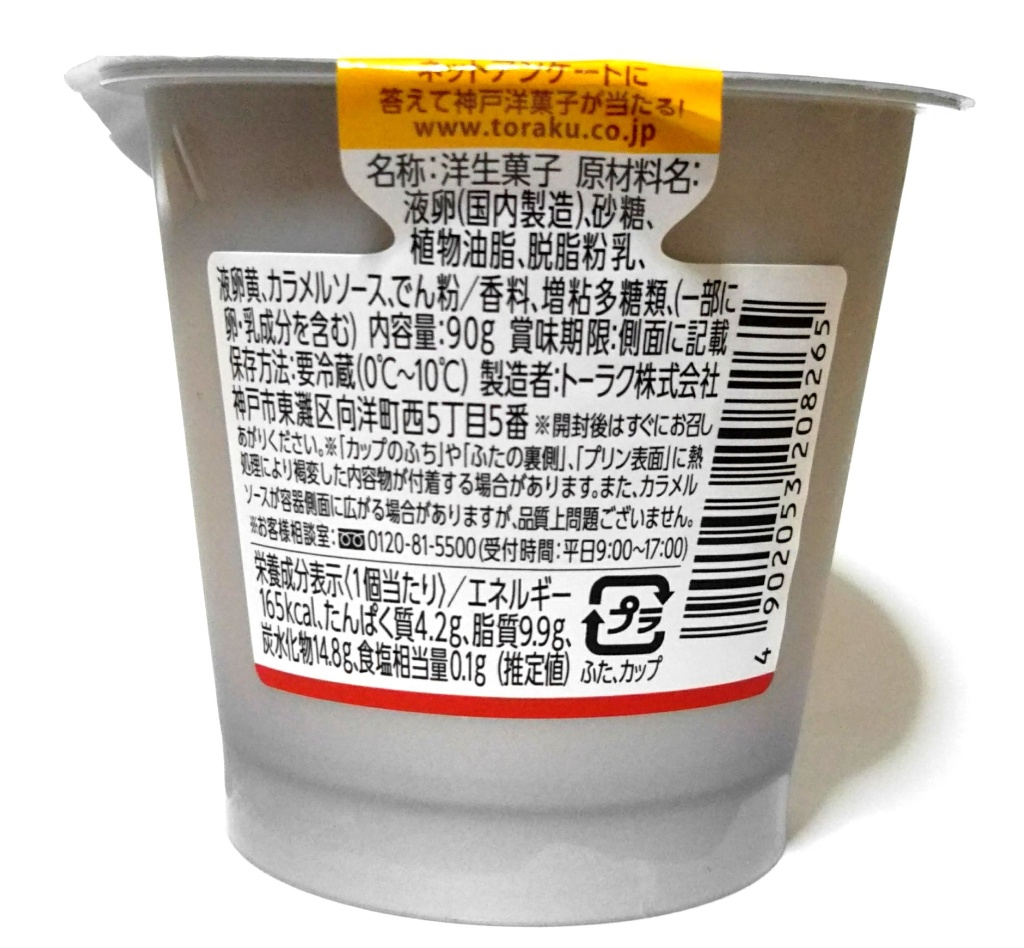 ネットアンケートに
答えて神戸洋菓子が当たる!
www.toraku.co.jp
名称:洋生菓子 原材料名:
液卵(国内製造)、砂糖、
植物油脂、脱脂粉乳、
液卵黄、カラメルソース、でん粉/香料、増粘多糖類、(一部に
卵・乳成分を含む) 内容量:90g 賞味期限:側面に記載
保存方法:要冷蔵(0℃~10℃) 製造者:トーラク株式会社
神戸市東灘区向洋町西5丁目5番 ※開封後はすぐにお召し
あがりください。※「カップのふち」や「ふたの裏側」、「プリン表面」に熱
処理により褐変した内容物が付着する場合があります。また、カラメル
ソースが容器側面に広がる場合がありますが、品質上問題ございません。
※お客様相談室:0120-81-5500(受付時間:平日9:00~17:00)
栄養成分表示〈1個当たり〉/エネルギー
165kcal、たんぱく質4.2g、脂質9.9g、
炭水化物14.8g、食塩相当量0.1g (推定値)
プラ
ふた、カップ
4 902053 208265